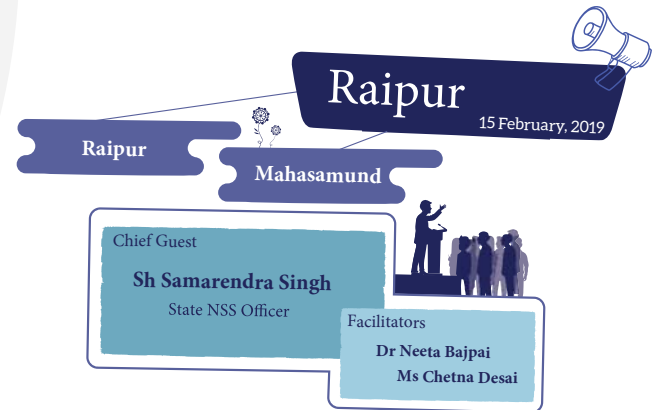 Raipur
15 February, 2019
Raipur
Mahasamund
Chief Guest
Sh Samarendra Singh
State NSS Officer
Facilitators
Dr Neeta Bajpai
Ms Chetna Desai